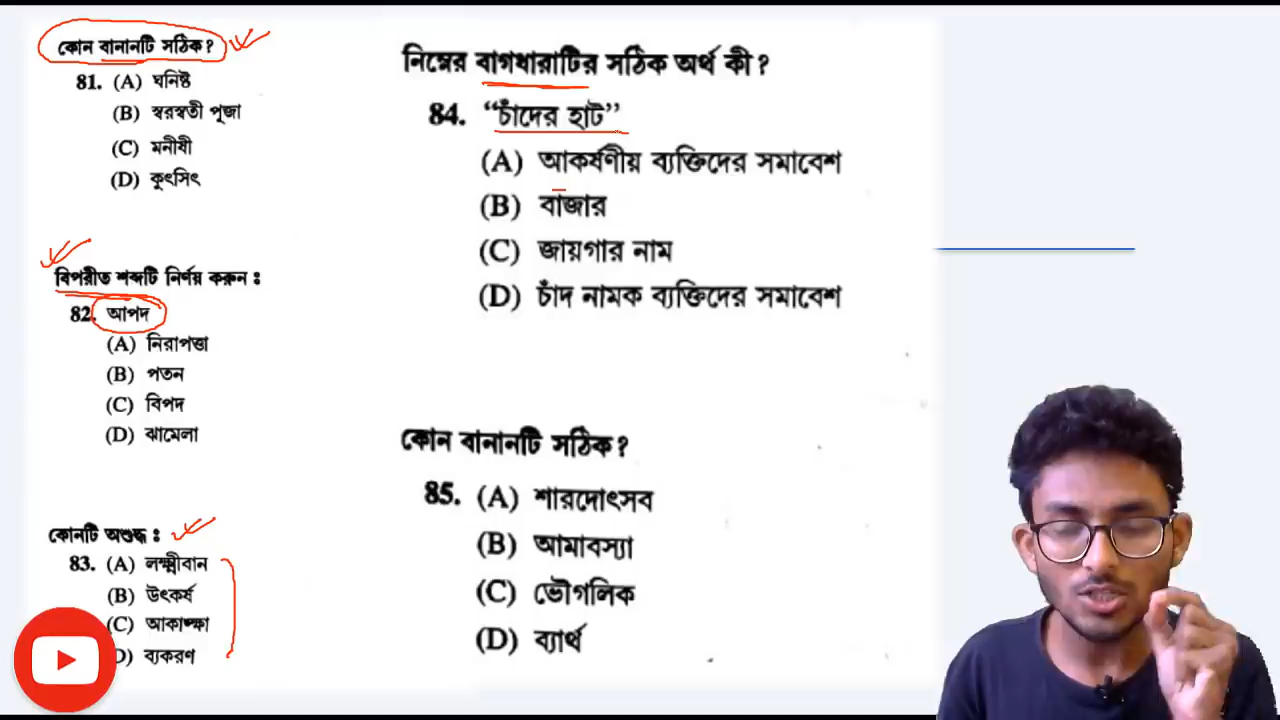 কোন বানানটি সঠিক?
81. (A) ঘনিষ্ট
(B) স্বরস্বতী পূজা
(C) মনীষী
(D) কুৎসিৎ
বিপরীত শব্দটি নির্ণয় করুন :
82. আপদ
(A) নিরাপত্তা
(B) পতন
(C) বিপদ
(D) ঝামেলা
কোনটি অশুদ্ধ :
83. (A) লক্ষ্মীবান
(B) উৎকর্ষ
(C) আকাঙ্ক্ষা
D) ব্যকরণ
নিম্নের বাগধারাটির সঠিক অর্থ কী?
84. “চাঁদের হাট”
(A) আকর্ষণীয় ব্যক্তিদের সমাবেশ
(B) বাজার
(C) জায়গার নাম
(D) চাঁদ নামক ব্যক্তিদের সমাবেশ
কোন বানানটি সঠিক?
85. (A) শারদোৎসব
(B) আমাবস্যা
(C) ভৌগলিক
(D) ব্যার্থ